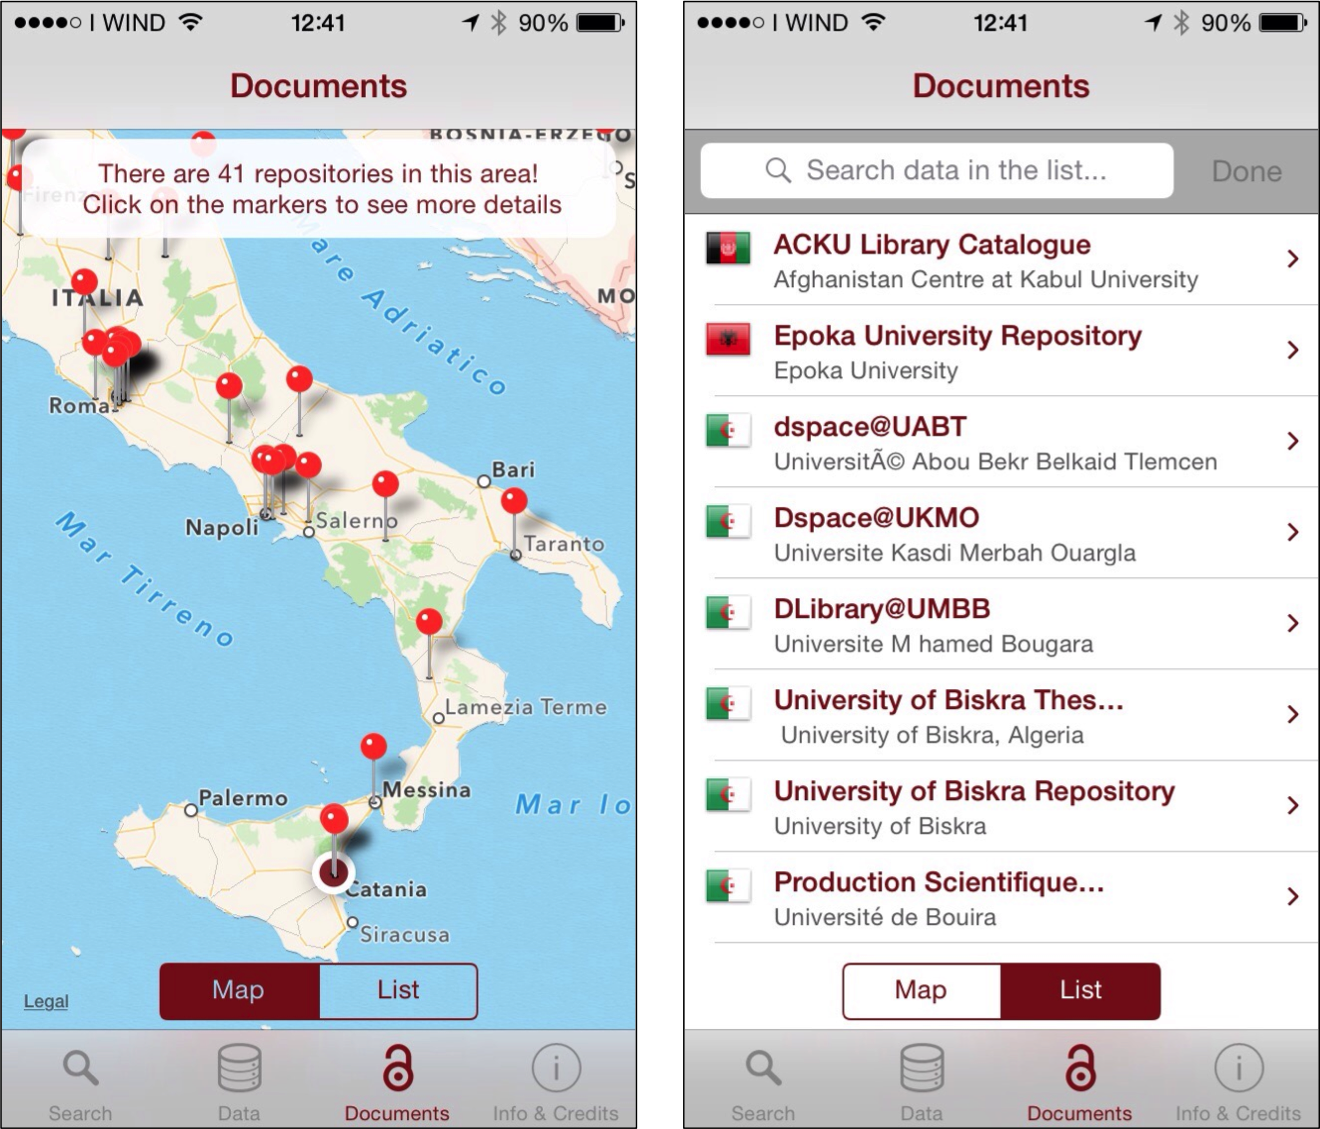 I WIND 12:41 90%
Documents
BOSNIA-ERZEGO
There are 41 repositories in this area!
Click on the markers to see more details
Firenz
S
Mare Adriatico
ITALIA
MO
Roma
Bari
Napoli
Salerno
Taranto
Mar Tirreno
Lamezia Terme
Messina
Palermo
Mar Io
Catania
Siracusa
Legal
Map List
Search Data Documents Info & Credits
I WIND 12:41 90%
Documents
Search data in the list... Done
ACKU Library Catalogue
Afghanistan Centre at Kabul University
Epoka University Repository
Epoka University
dspace@UABT
UniversitÃ© Abou Bekr Belkaid Tlemcen
Dspace@UKMO
Universite Kasdi Merbah Ouargla
DLibrary@UMBB
Universite M hamed Bougara
University of Biskra Thes...
University of Biskra, Algeria
University of Biskra Repository
University of Biskra
Production Scientifique...
Université de Bouira
Map List
Search Data Documents Info & Credits